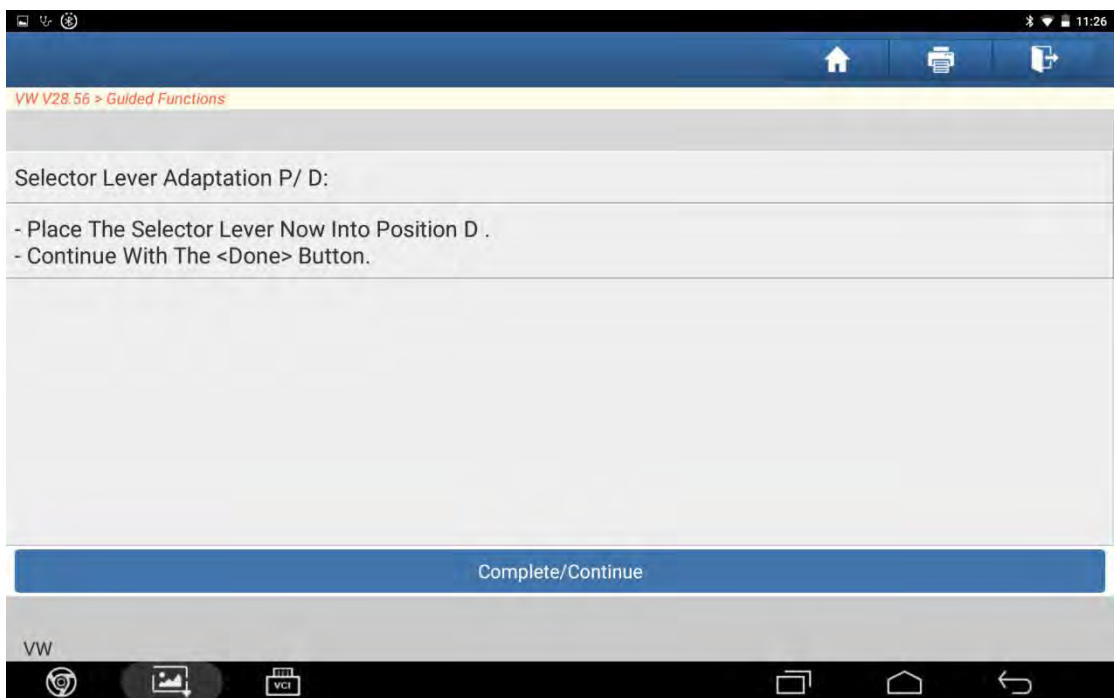 11:26
VW V28.56 > Guided Functions
Selector Lever Adaptation P/ D:
- Place The Selector Lever Now Into Position D .
- Continue With The <Done> Button.
Complete/Continue
VW
VCI